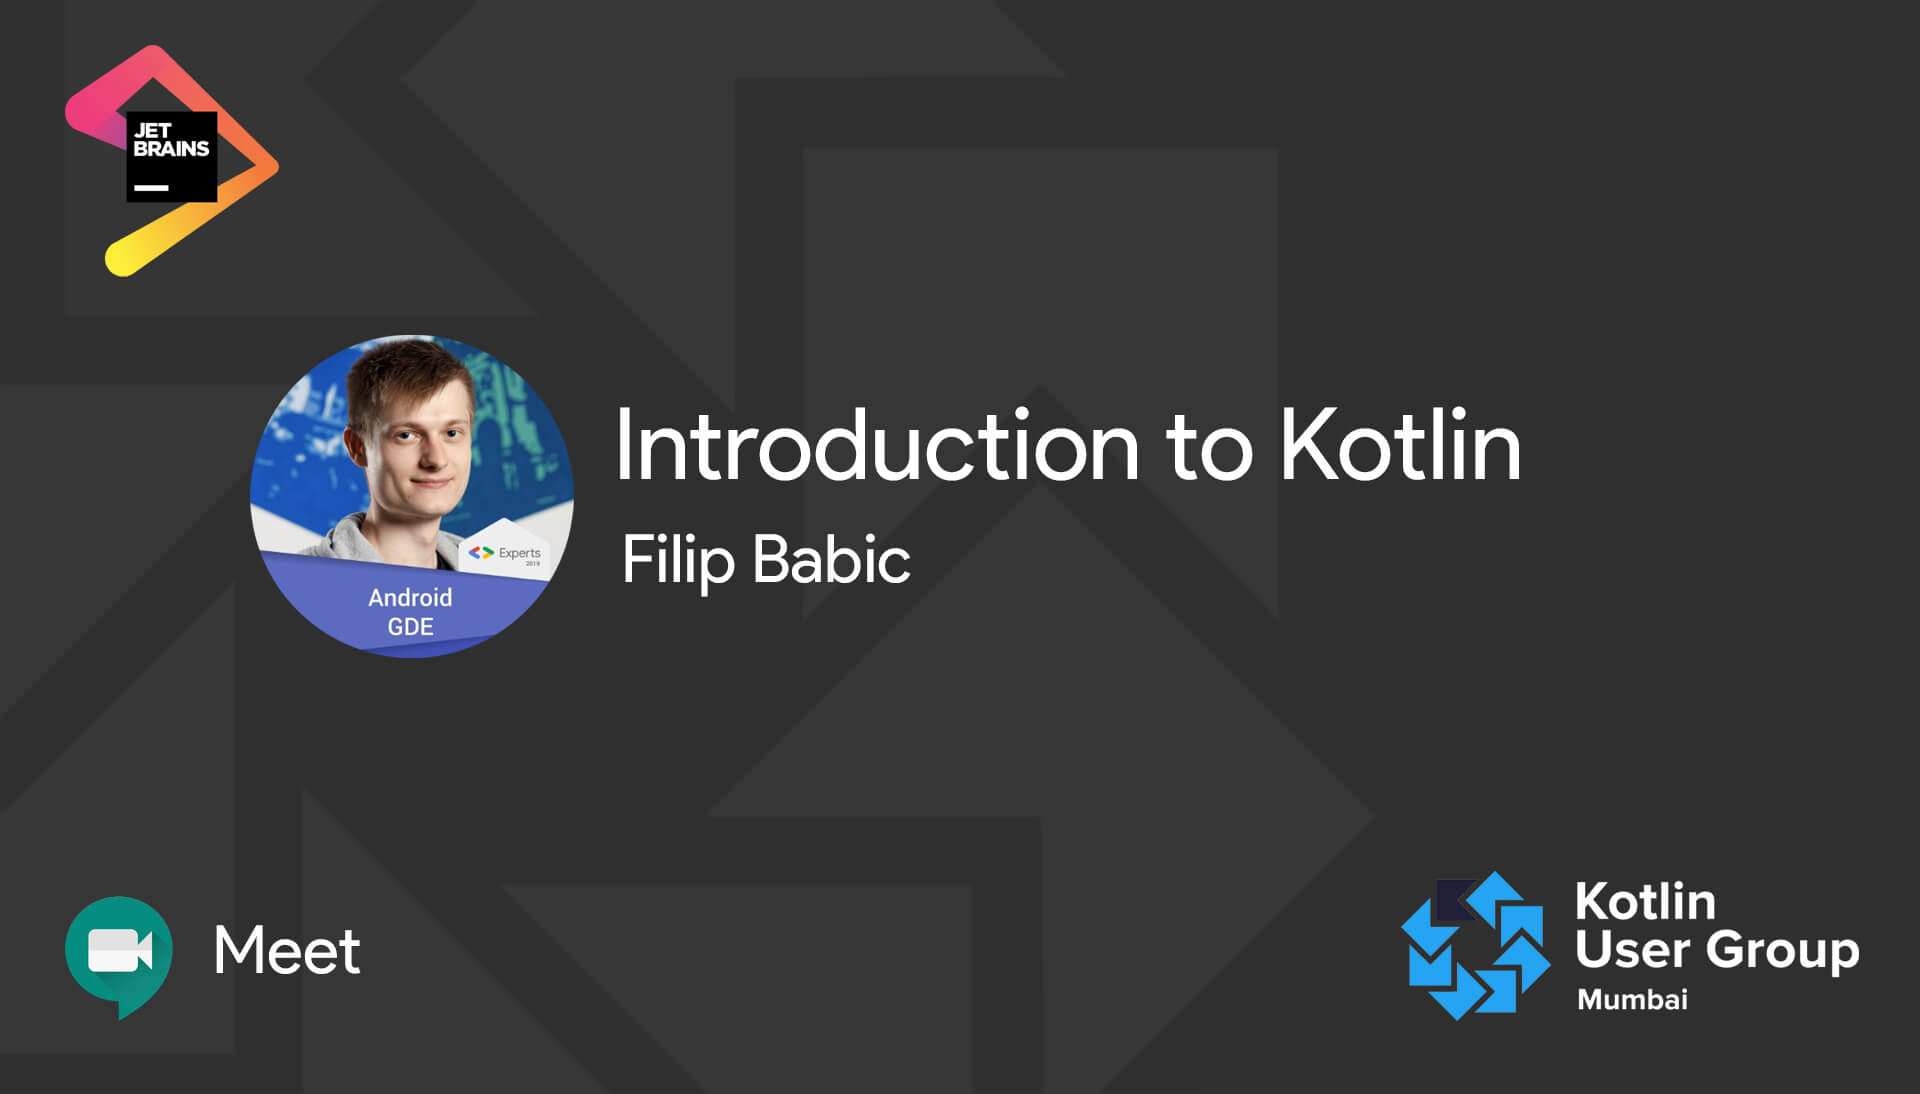 JET
BRAINS
Introduction to Kotlin
Filip Babic
Experts
2019
Android
GDE
Meet
Kotlin
User Group
Mumbai